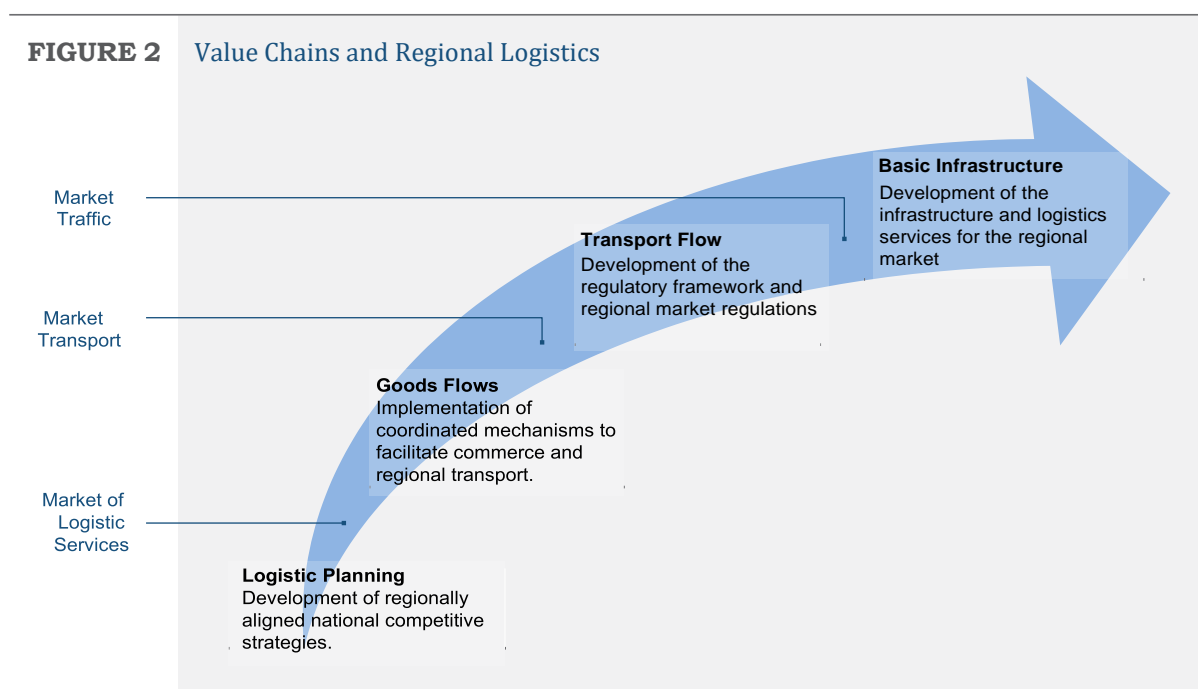 FIGURE 2
Value Chains and Regional Logistics
Market
Traffic
Basic Infrastructure
Development of the
infrastructure and logistics
services for the regional
market
Market
Transport
Transport Flow
Development of the
regulatory framework and
regional market regulations
Goods Flows
Implementation of
coordinated mechanisms to
facilitate commerce and
regional transport.
Market of
Logistic
Services
Logistic Planning
Development of regionally
aligned national competitive
strategies.